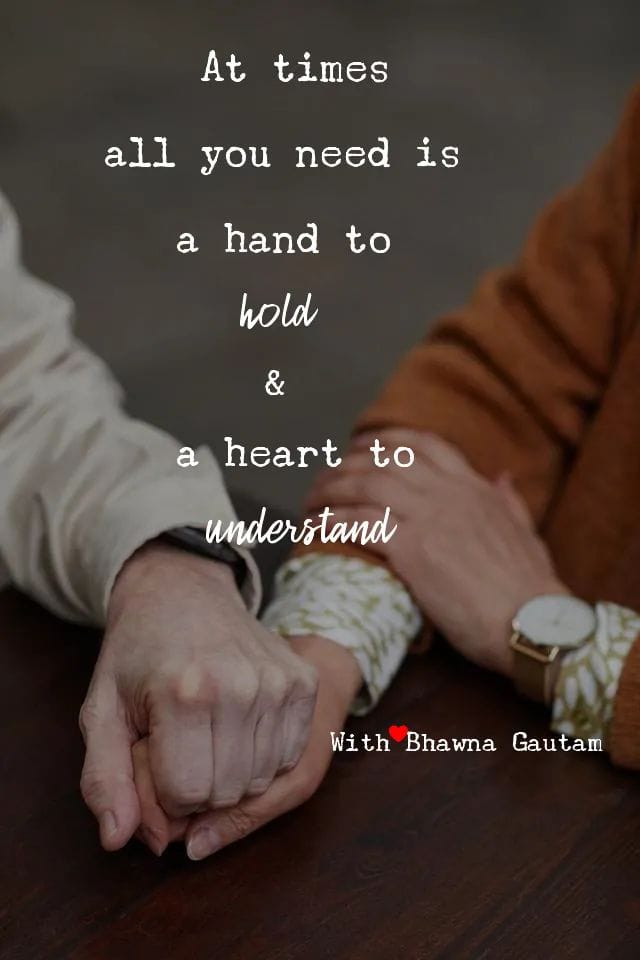 At times
all you need is
a hand to
hold
&
a heart to
understand
With❤Bhawna Gautam